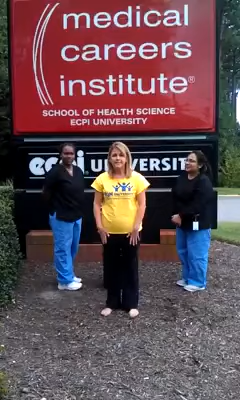 medical
careers
institute®
SCHOOL OF HEALTH SCIENCE
ECPI UNIVERSITY
ecpi UNIVERSITY